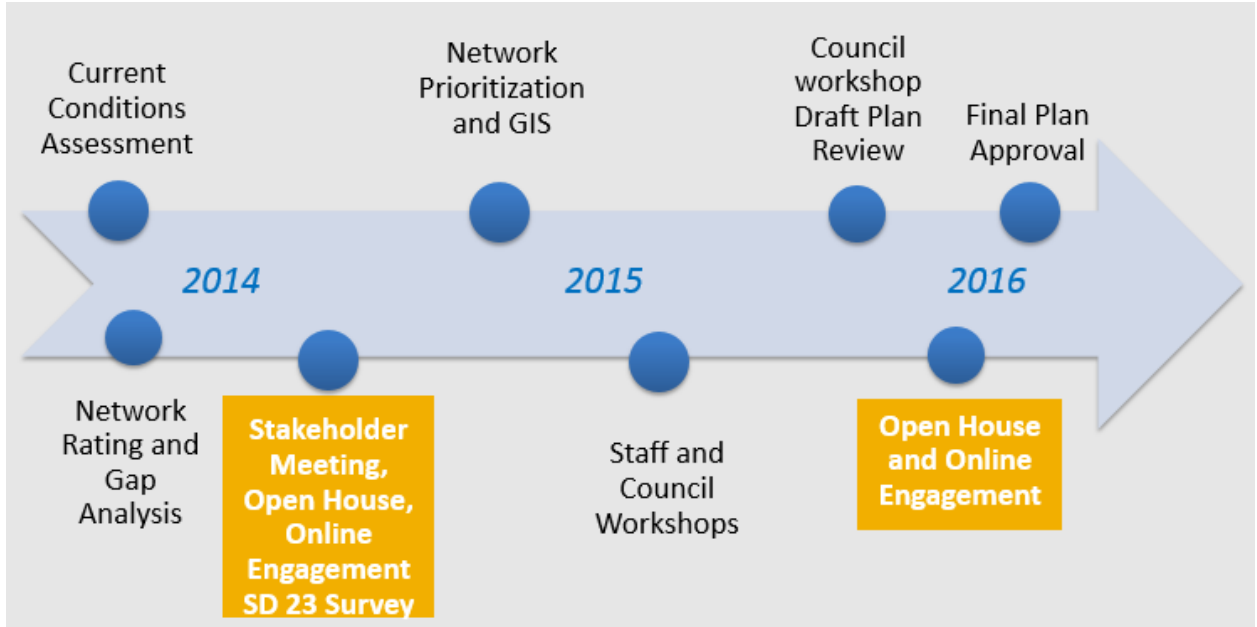 Current
Conditions
Assessment
Network
Prioritization
and GIS
Council
workshop
Draft Plan
Review
Final Plan
Approval
2014
2015
2016
Network
Rating and
Gap
Analysis
Stakeholder
Meeting,
Open House,
Online
Engagement
SD 23 Survey
Staff and
Council
Workshops
Open House
and Online
Engagement